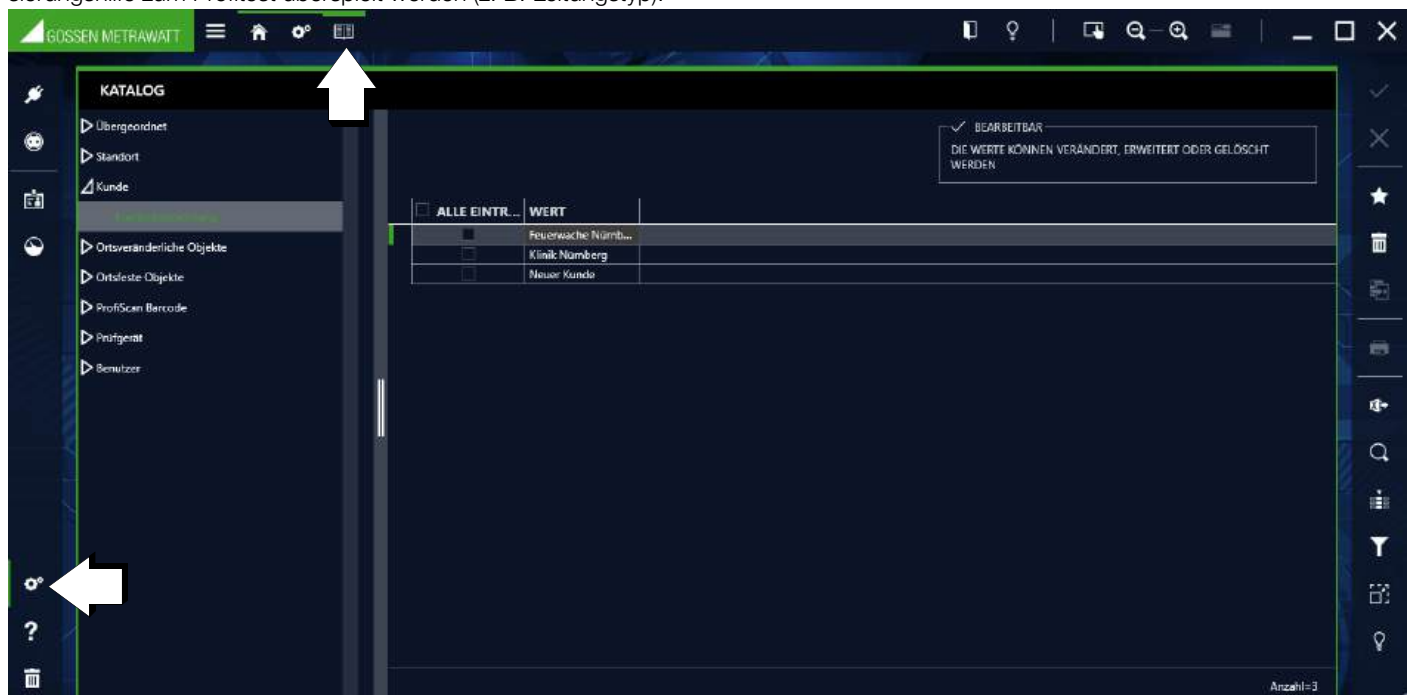 GOSSEN METRAWATT
KATALOG
Übergeordnet
Standort
Kunde
Ortsveränderliche Objekte
Ortsfeste Objekte
ProfiScan Barcode
Prüfgerät
Benutzer
BEARBEITBAR
DIE WERTE KÖNNEN VERÄNDERT, ERWEITERT ODER GELÖSCHT
WERDEN
ALLE EINTR... WERT
Feuerwache Nürnb...
Klinik Nürnberg
Neuer Kunde
?
Anzahl=3